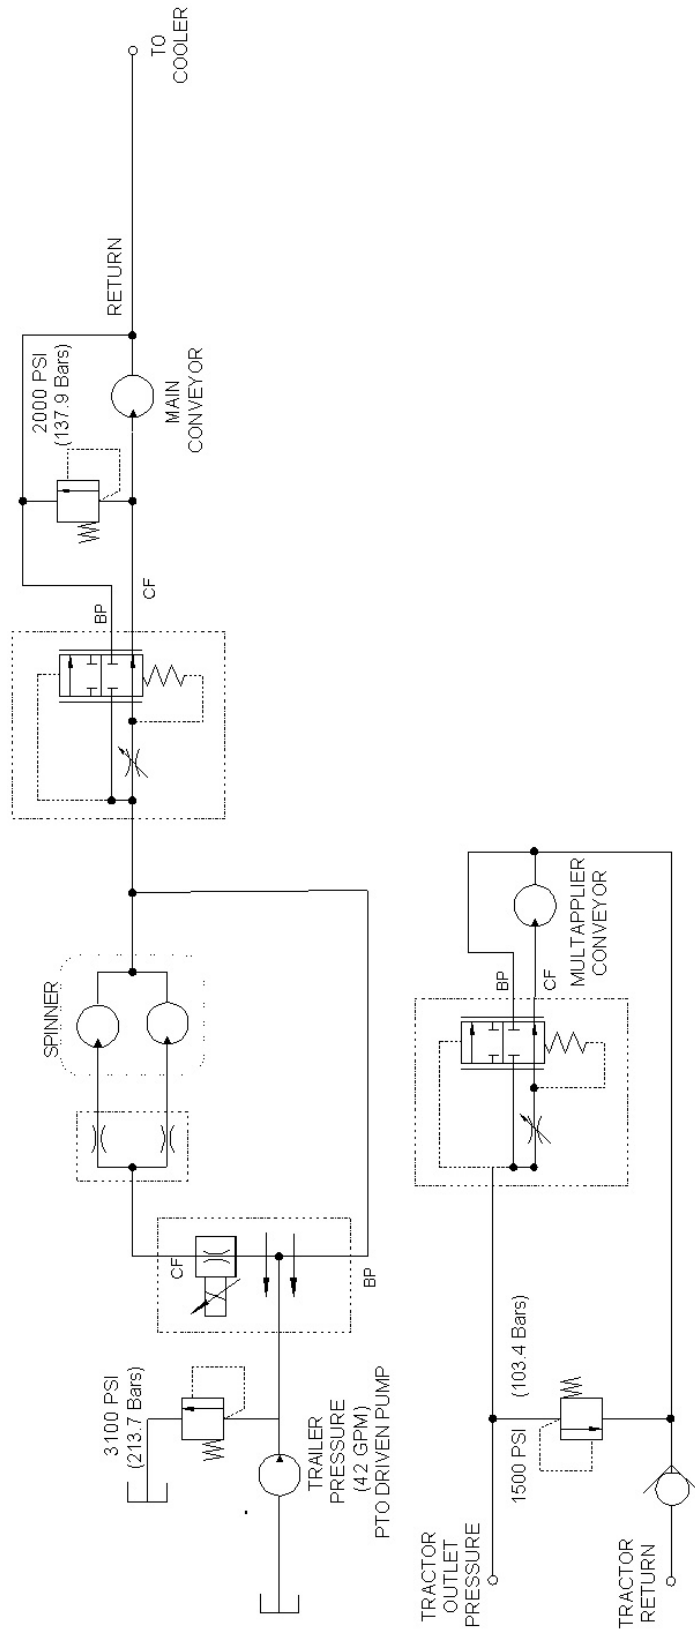 TO
COOLER
RETURN
2000 PSI
(137.9 Bars)
MAIN
CONVEYOR
BP
CF
SPINNER
CF
BP
3100 PSI
(213.7 Bars)
TRAILER
PRESSURE
(42 GPM)
PTO DRIVEN PUMP
MULTAPPLIER
CONVEYOR
BP
CF
1500 PSI
(103.4 Bars)
TRACTOR
OUTLET
PRESSURE
TRACTOR
RETURN